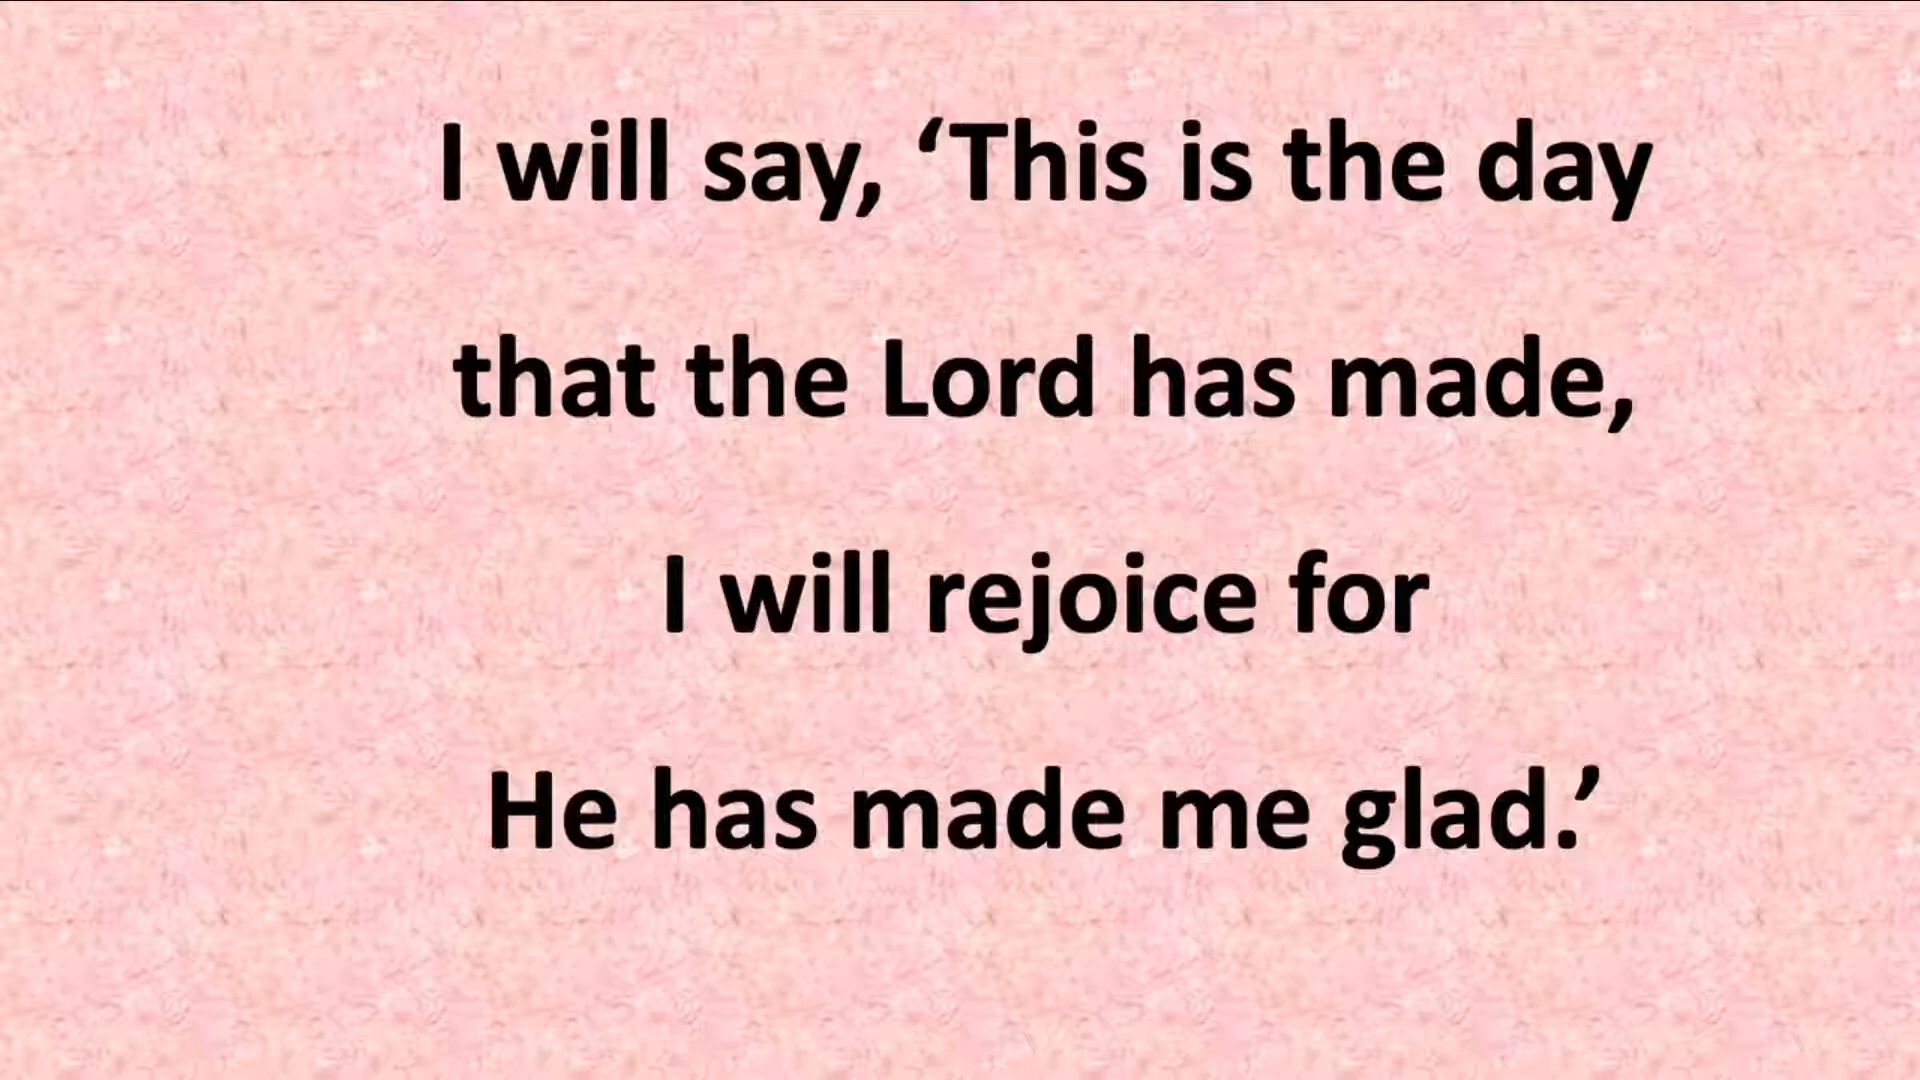 I will say, ‘This is the day
that the Lord has made,
I will rejoice for
He has made me glad.’